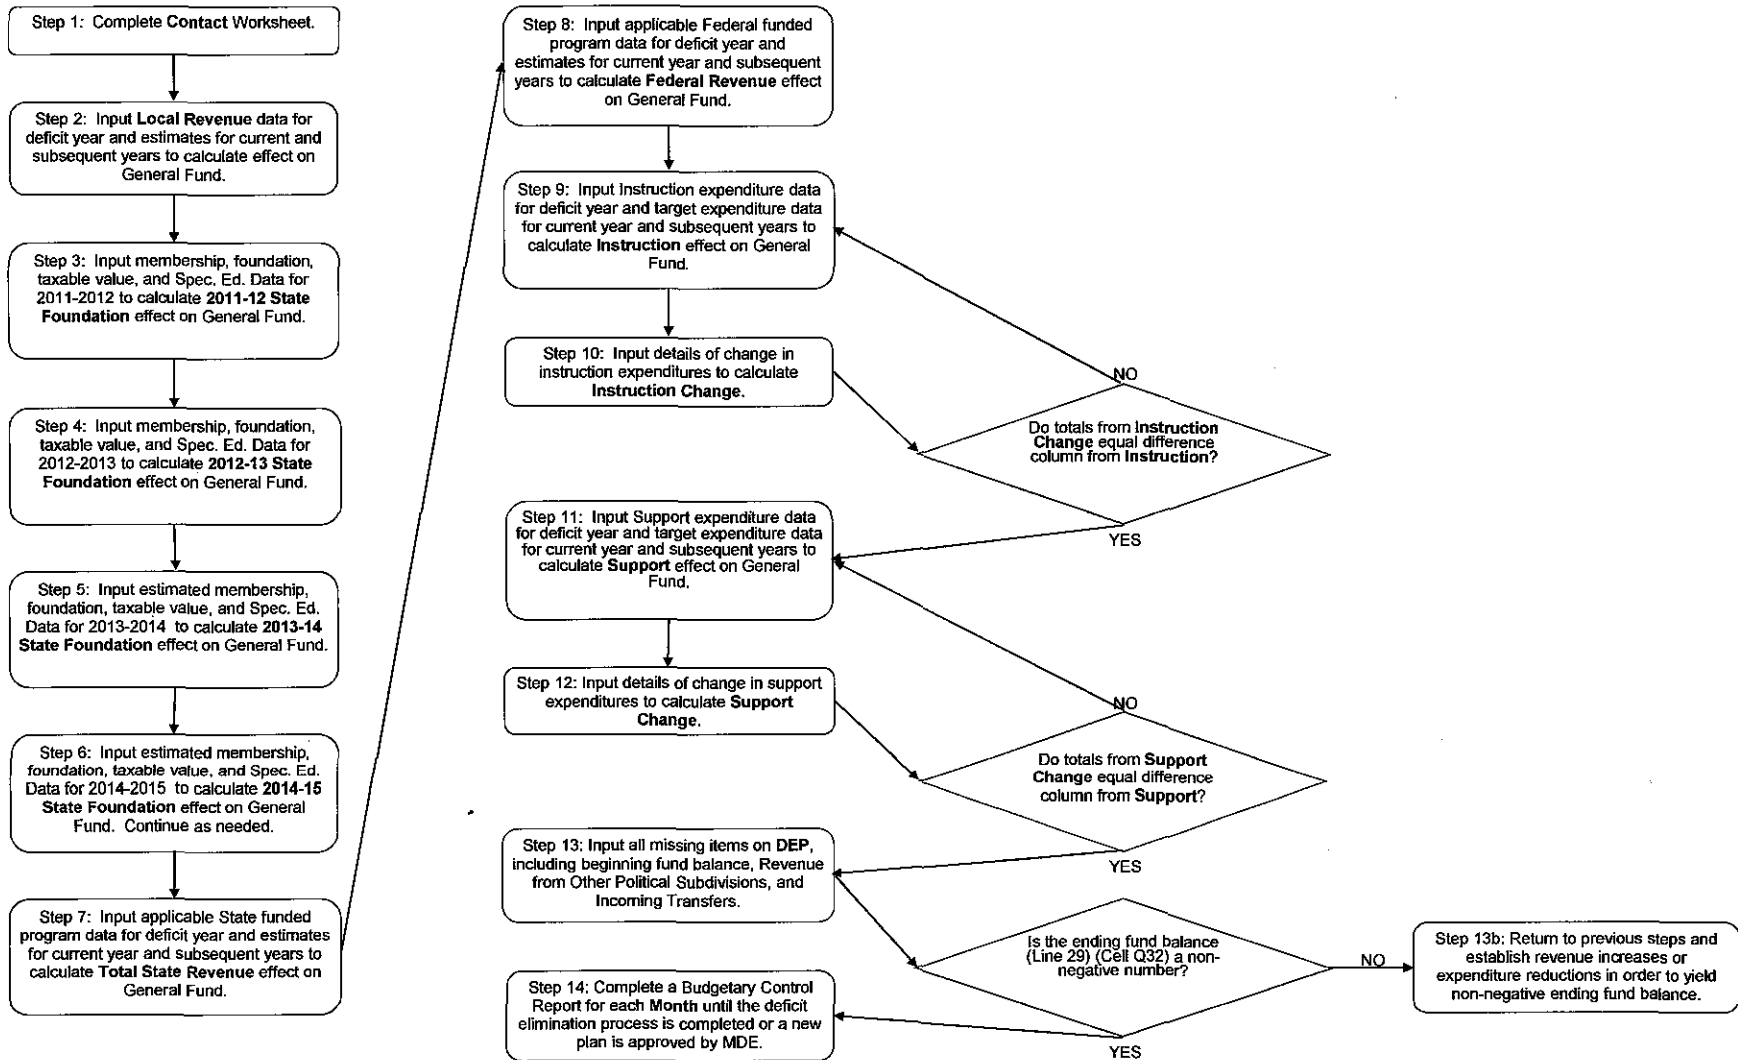 Step 1: Complete Contact Worksheet.
Step 2: Input Local Revenue data for
deficit year and estimates for current and
subsequent years to calculate effect on
General Fund.
Step 3: Input membership, foundation,
taxable value, and Spec. Ed. Data for
2011-2012 to calculate 2011-12 State
Foundation effect on General Fund.
Step 4: Input membership, foundation,
taxable value, and Spec. Ed. Data for
2012-2013 to calculate 2012-13 State
Foundation effect on General Fund.
Step 5: Input estimated membership,
foundation, taxable value, and Spec. Ed.
Data for 2013-2014 to calculate 2013-14
State Foundation effect on General Fund.
Step 6: Input estimated membership,
foundation, taxable value, and Spec. Ed.
Data for 2014-2015 to calculate 2014-15
State Foundation effect on General
Fund. Continue as needed.
Step 7: Input applicable State funded
program data for deficit year and estimates
for current year and subsequent years to
calculate Total State Revenue effect on
General Fund.
Step 8: Input applicable Federal funded
program data for deficit year and
estimates for current year and subsequent
years to calculate Federal Revenue effect
on General Fund.
Step 9: Input Instruction expenditure data
for deficit year and target expenditure data
for current year and subsequent years to
calculate Instruction effect on General
Fund.
Step 10: Input details of change in
instruction expenditures to calculate
Instruction Change.
NO
Do totals from Instruction
Change equal difference
column from Instruction?
YES
Step 11: Input Support expenditure data
for deficit year and target expenditure data
for current year and subsequent years to
calculate Support effect on General
Fund.
Step 12: Input details of change in support
expenditures to calculate Support
Change.
NO
Do totals from Support
Change equal difference
column from Support?
YES
Step 13: Input all missing items on DEP,
including beginning fund balance, Revenue
from Other Political Subdivisions, and
Incoming Transfers.
Is the ending fund balance
(Line 29) (Cell Q32) a non-
negative number?
NO
Step 13b: Return to previous steps and
establish revenue increases or
expenditure reductions in order to yield
non-negative ending fund balance.
YES
Step 14: Complete a Budgetary Control
Report for each Month until the deficit
elimination process is completed or a new
plan is approved by MDE.